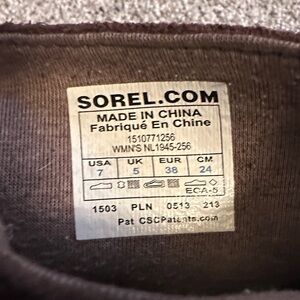 SOREL.COM
MADE IN CHINA
Fabriqué En Chine
1510771256
WMN'S NL1945-256
USA UK EUR CM
7 5 38 24
ECA-5
1503 PLN 0513 213
Pat CSCPatents.com